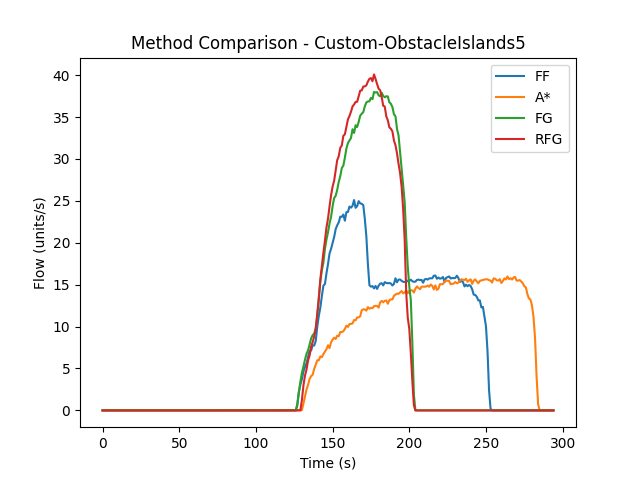 Method Comparison - Custom-ObstacleIslands5
Flow (units/s)
40
35
30
25
20
15
10
5
0
FF
A*
FG
RFG
0 50 100 150 200 250 300
Time (s)